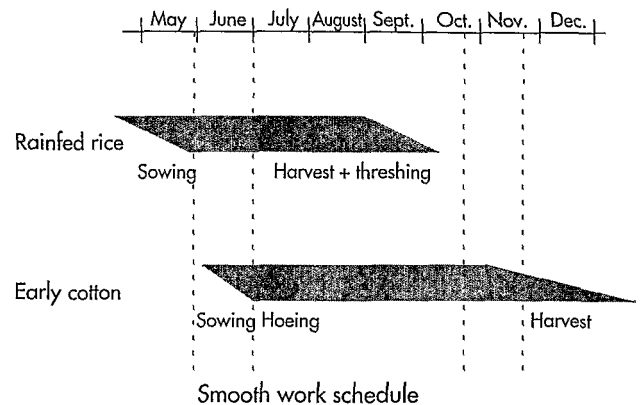 May June July August Sept. Oct. Nov. Dec.
Rainfed rice
Sowing Harvest + threshing
Early cotton
Sowing Hoeing Harvest
Smooth work schedule